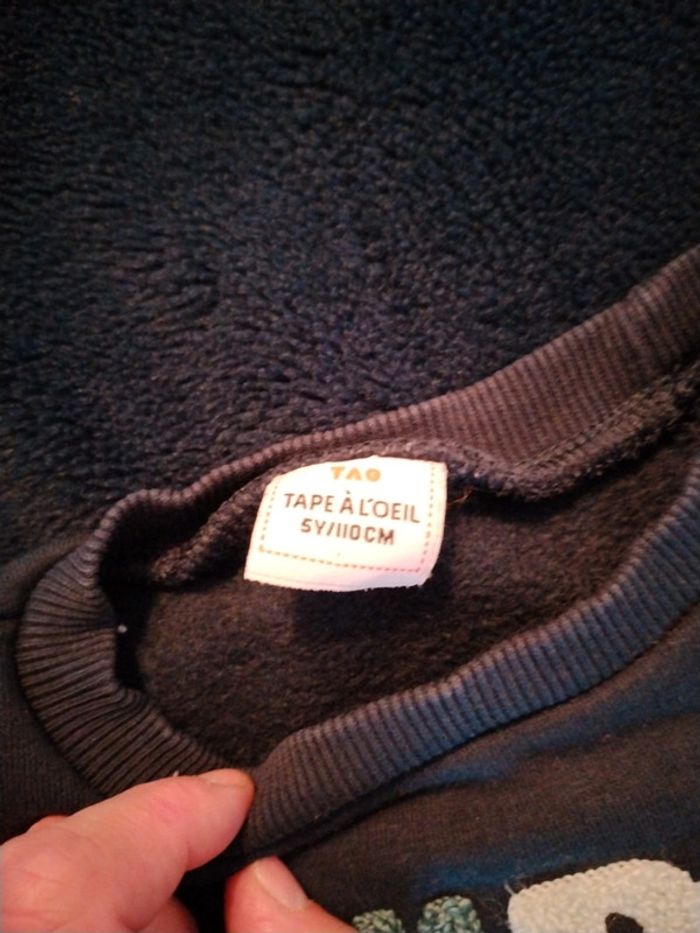 TAO
TAPE À L'OEIL
5Y/110CM